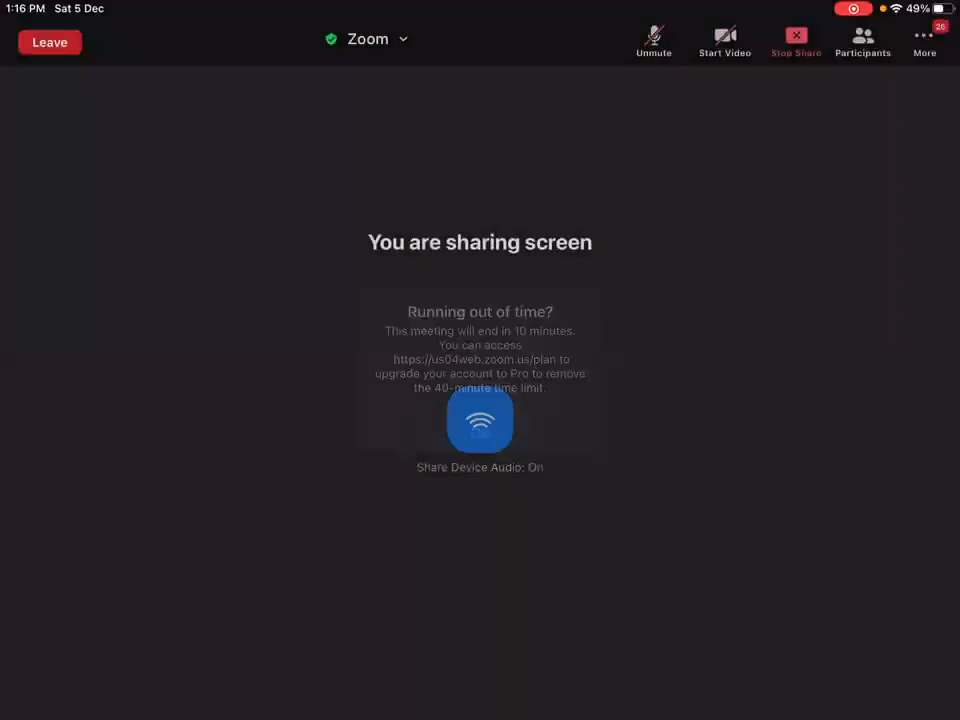 1:16 PM Sat 5 Dec
49%
Leave
Zoom
Unmute
Start Video
Stop Share
Participants
More
26
You are sharing screen
Running out of time?
This meeting will end in 10 minutes.
You can access
https://us04web.zoom.us/plan to
upgrade your account to Pro to remove
the 40-minute time limit.
Share Device Audio: On